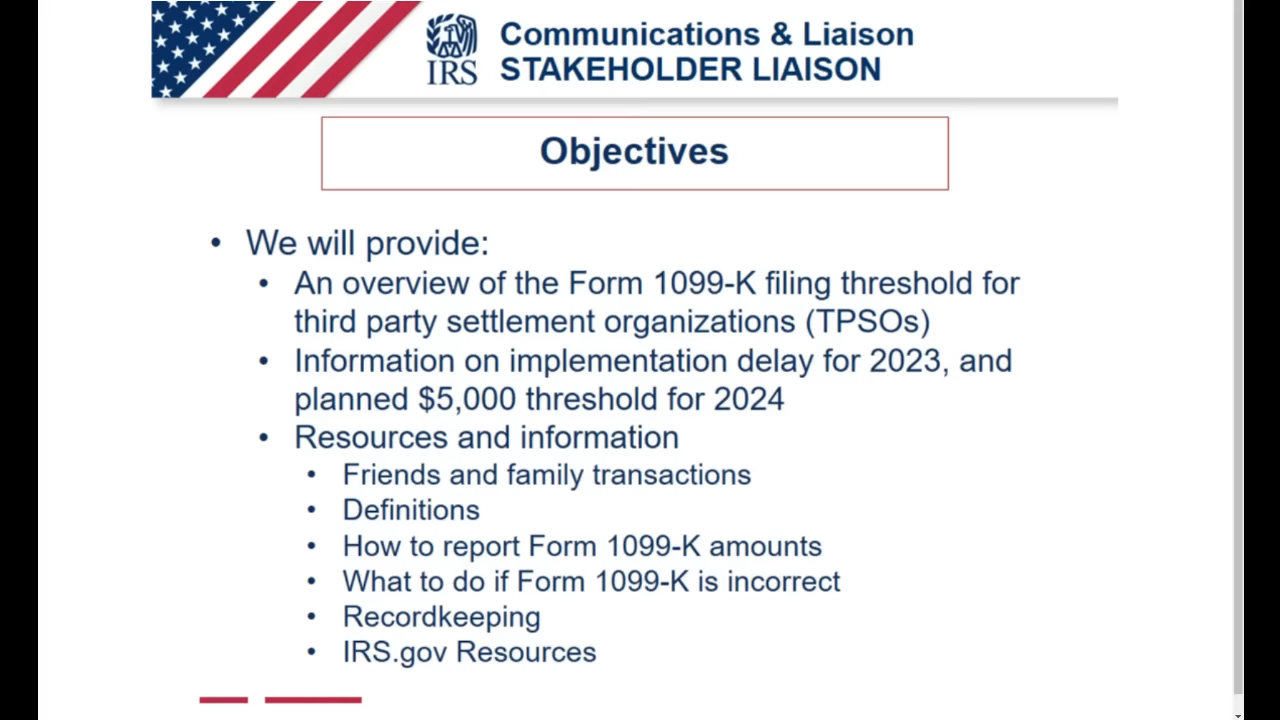 IRS
Communications & Liaison
STAKEHOLDER LIAISON
Objectives
• We will provide:
• An overview of the Form 1099-K filing threshold for
third party settlement organizations (TPSOs)
• Information on implementation delay for 2023, and
planned $5,000 threshold for 2024
• Resources and information
• Friends and family transactions
• Definitions
• How to report Form 1099-K amounts
• What to do if Form 1099-K is incorrect
• Recordkeeping
• IRS.gov Resources